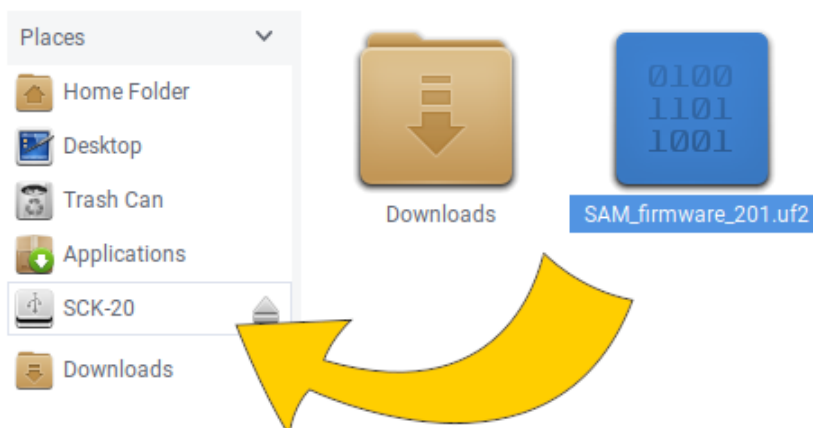 Places
Home Folder
Desktop
Trash Can
Applications
SCK-20
Downloads
Downloads
0100
1101
1001
SAM_firmware_201.uf2